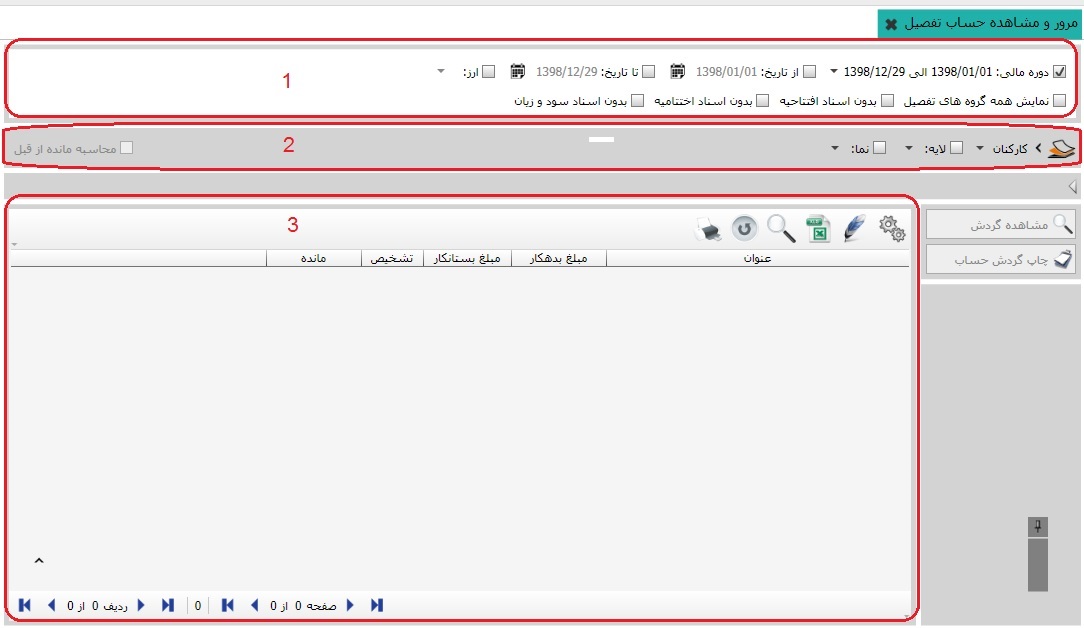 مرور و مشاهده حساب تفصیل
دوره مالی: 1398/01/01 الی 1398/12/29 از تاریخ: 1398/01/01 تا تاریخ: 1398/12/29 ارز:
1
نمایش همه گروه های تفصیل بدون اسناد افتتاحیه بدون اسناد اختتامیه بدون اسناد سود و زیان
کارکنان لایه: نما: 2 محاسبه مانده از قبل
3
مشاهده گردش
چاپ گردش حساب
عنوان مبلغ بدهکار مبلغ بستانکار تشخیص مانده
صفحه 0 از 0 0 ردیف 0 از 0